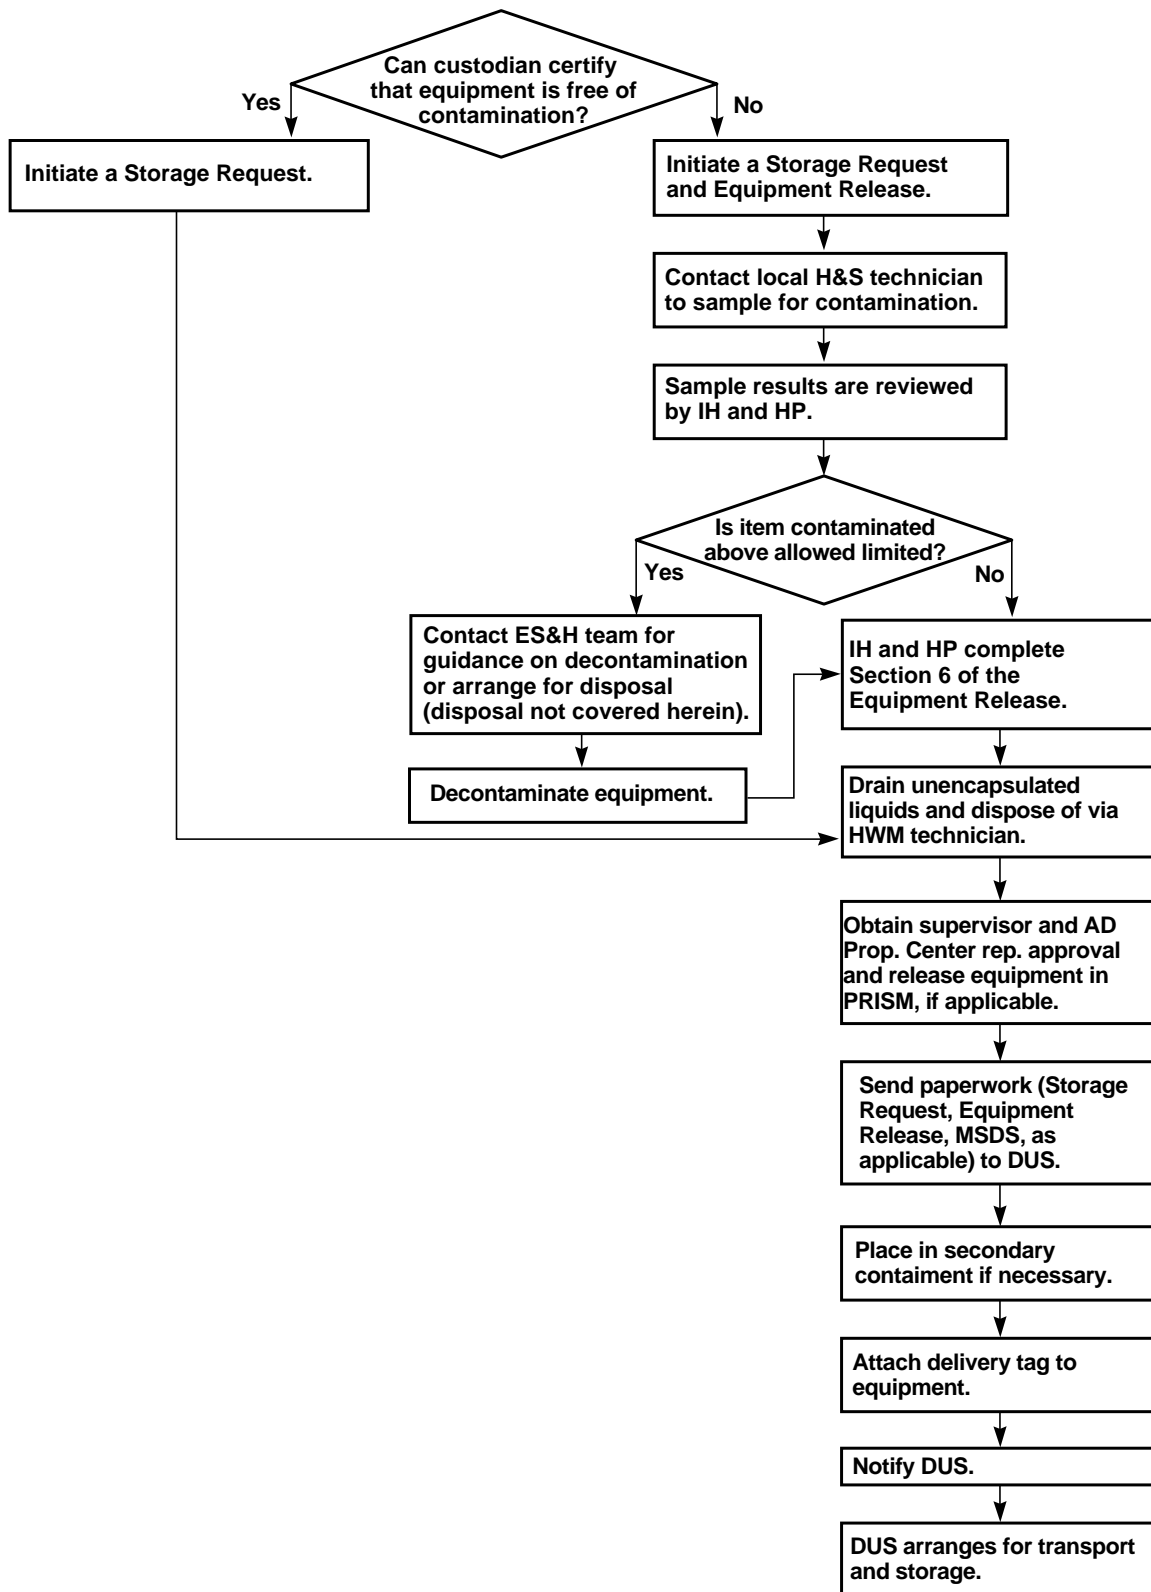 Can custodian certify
that equipment is free of
contamination?
Yes
No
Initiate a Storage Request.
Initiate a Storage Request
and Equipment Release.
Contact local H&S technician
to sample for contamination.
Sample results are reviewed
by IH and HP.
Is item contaminated
above allowed limited?
Yes
No
Contact ES&H team for
guidance on decontamination
or arrange for disposal
(disposal not covered herein).
IH and HP complete
Section 6 of the
Equipment Release.
Decontaminate equipment.
Drain unencapsulated
liquids and dispose of via
HWM technician.
Obtain supervisor and AD
Prop. Center rep. approval
and release equipment in
PRISM, if applicable.
Send paperwork (Storage
Request, Equipment
Release, MSDS, as
applicable) to DUS.
Place in secondary
contaiment if necessary.
Attach delivery tag to
equipment.
Notify DUS.
DUS arranges for transport
and storage.